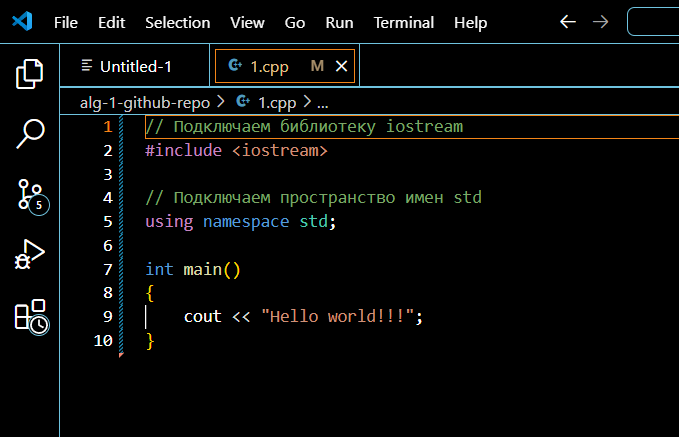 File Edit Selection View Go Run Terminal Help
Untitled-1 1.cpp M
alg-1-github-repo > 1.cpp > ...
1 // Подключаем библиотеку iostream
2 #include <iostream>
3
4 // Подключаем пространство имен std
5 using namespace std;
6
7 int main()
8 {
9 cout << "Hello world!!!";
10 }
5